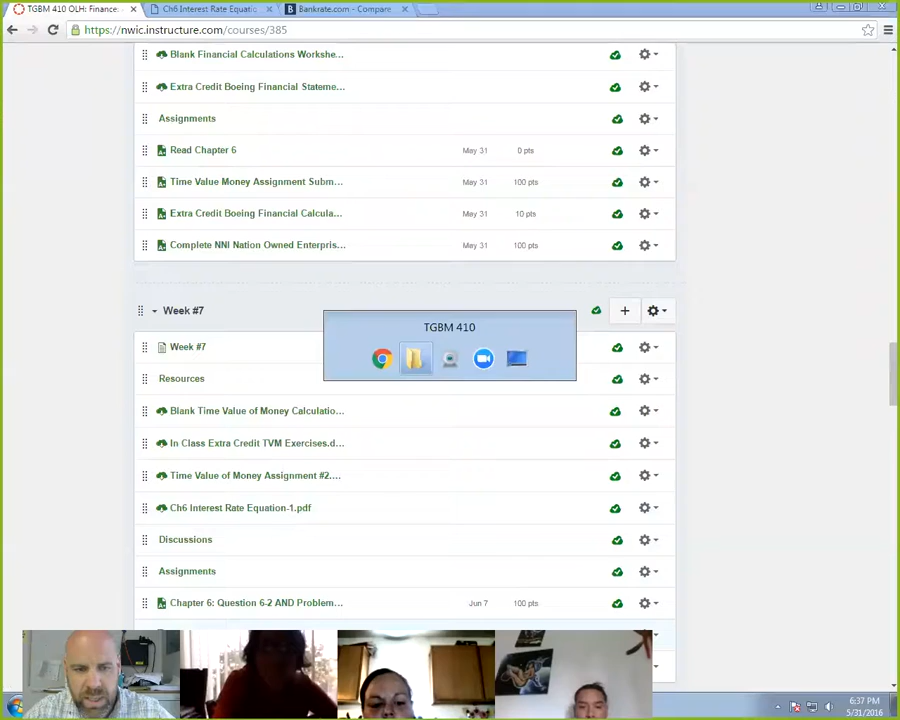 TGBM 410 OLH: Finance:
Ch6 Interest Rate Equatio
Bankrate.com - Compare
https://nwic.instructure.com/courses/385
Blank Financial Calculations Workshe...
Extra Credit Boeing Financial Stateme...
Assignments
Read Chapter 6 May 31 0 pts
Time Value Money Assignment Subm... May 31 100 pts
Extra Credit Boeing Financial Calcula... May 31 10 pts
Complete NNI Nation Owned Enterpris... May 31 100 pts
Week #7
TGBM 410
Week #7
Resources
Blank Time Value of Money Calculatio...
In Class Extra Credit TVM Exercises.d...
Time Value of Money Assignment #2....
Ch6 Interest Rate Equation-1.pdf
Discussions
Assignments
Chapter 6: Question 6-2 AND Problem... Jun 7 100 pts
6:37 PM
5/31/2016